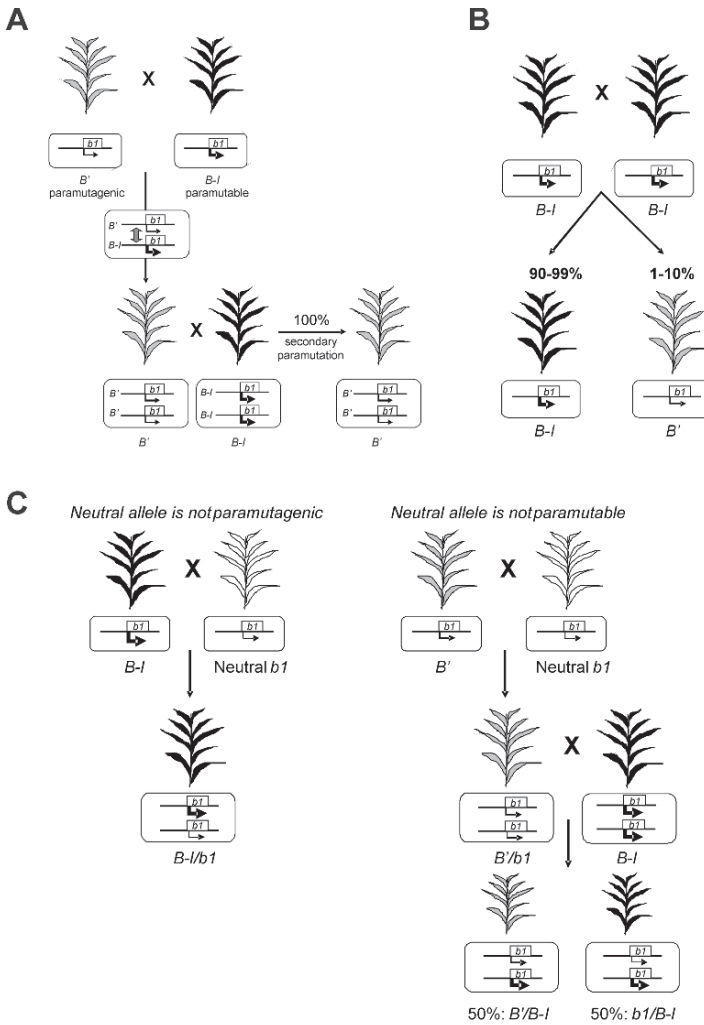 A
X
b1
b1
B'
paramutagenic
B-I
paramutable
B'
b1
B-I
b1
X
100%
secondary
paramutation
B'
b1
B'
b1
B-I
b1
B-I
b1
B'
b1
B'
b1
B'
B-I
B'
B
X
b1
b1
B-I
B-I
90-99%
1-10%
b1
b1
B-I
B'
C
Neutral allele is not paramutagenic
X
b1
b1
B-I
Neutral b1
b1
b1
B-I/b1
Neutral allele is not paramutable
X
b1
b1
B'
Neutral b1
X
b1
b1
b1
b1
B'/b1
B-I
b1
b1
b1
b1
50%: B'/B-I
50%: b1/B-I